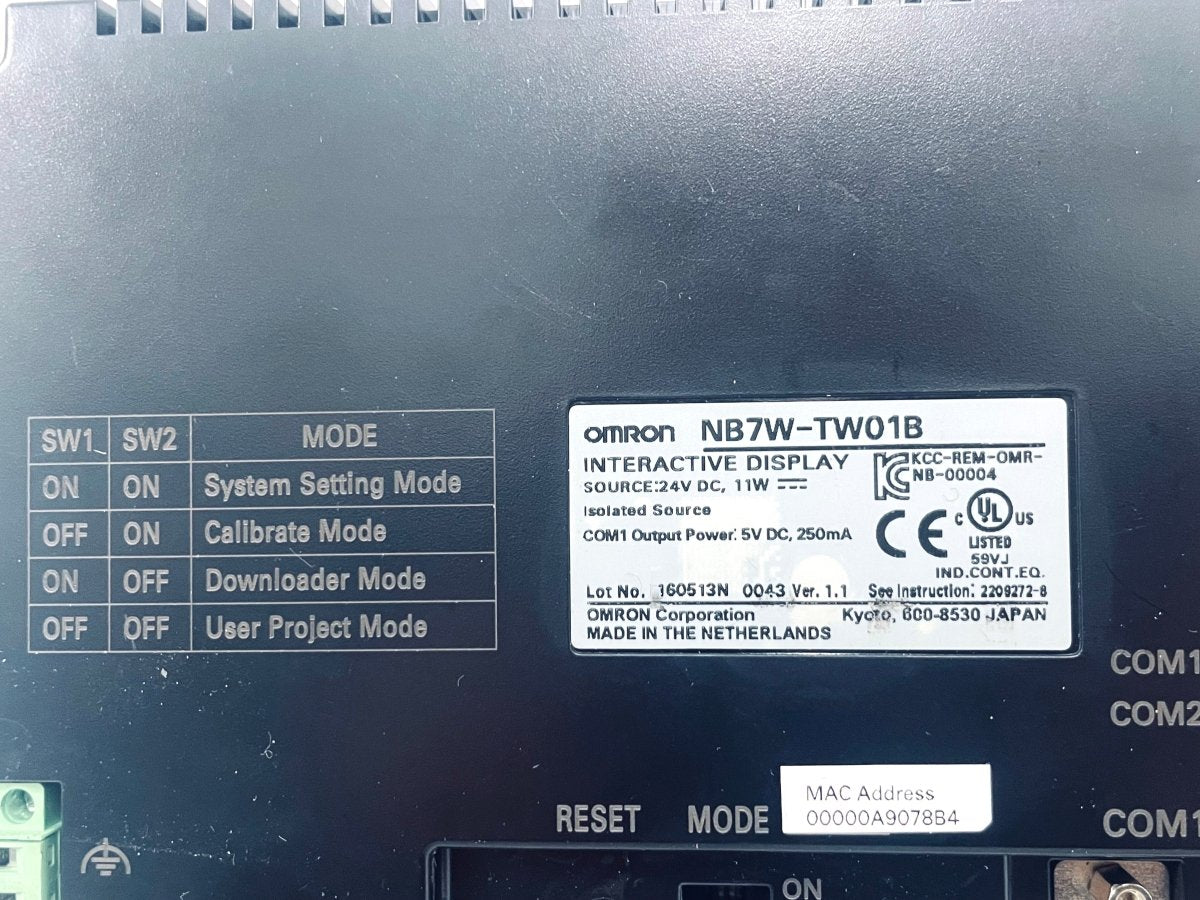 SW1 SW2 MODE
ON ON System Setting Mode
OFF ON Calibrate Mode
ON OFF Downloader Mode
OFF OFF User Project Mode
OMRON NB7W-TW01B
INTERACTIVE DISPLAY
SOURCE:24V DC, 11W
Isolated Source
COM1 Output Power: 5V DC, 250mA
KCC-REM-OMR-
NB-00004
CE
C UL US
LISTED
59VJ
IND.CONT.EQ.
Lot No. 160513N 0043 Ver. 1.1 See Instruction: 2209272-8
OMRON Corporation Kyoto, 600-8530 JAPAN
MADE IN THE NETHERLANDS
COM1
COM2
MAC Address
00000A9078B4
RESET MODE COM1
ON